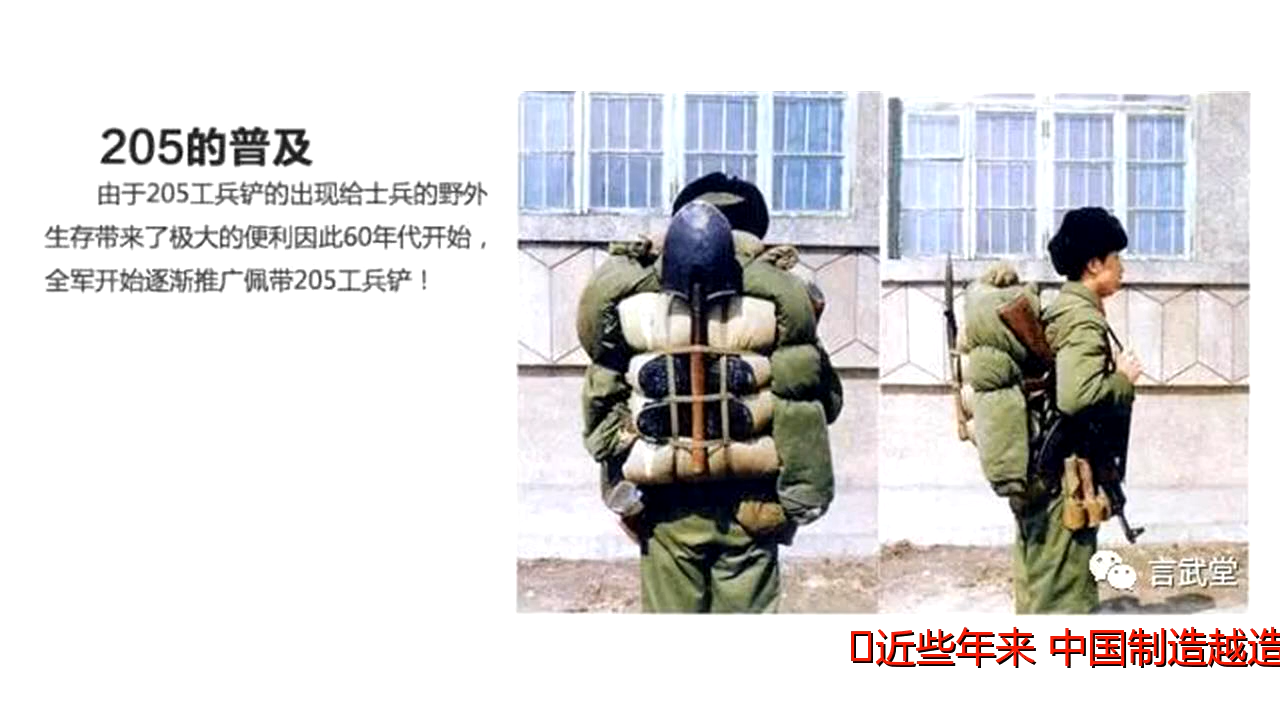 205的普及
由于205工兵铲的出现给士兵的野外
生存带来了极大的便利因此60年代开始，
全军开始逐渐推广佩带205工兵铲！
言武堂
近些年来 中国制造越造